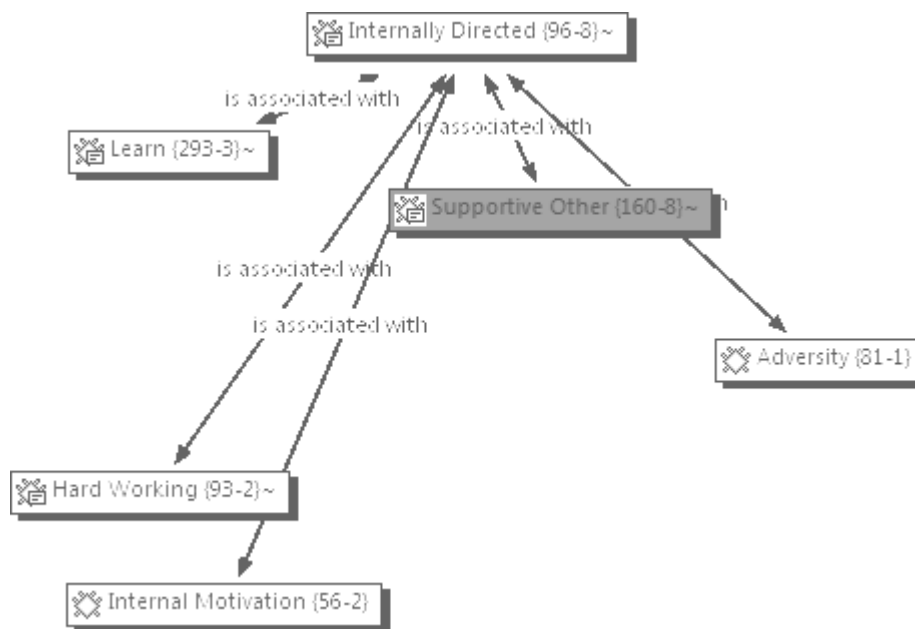 Internally Directed {96-8}~
is associated with
is associated with
Learn {293-3}~
Supportive Other {160-8}~
is associated with
is associated with
Adversity {81-1}
Hard Working {93-2}~
Internal Motivation {56-2}